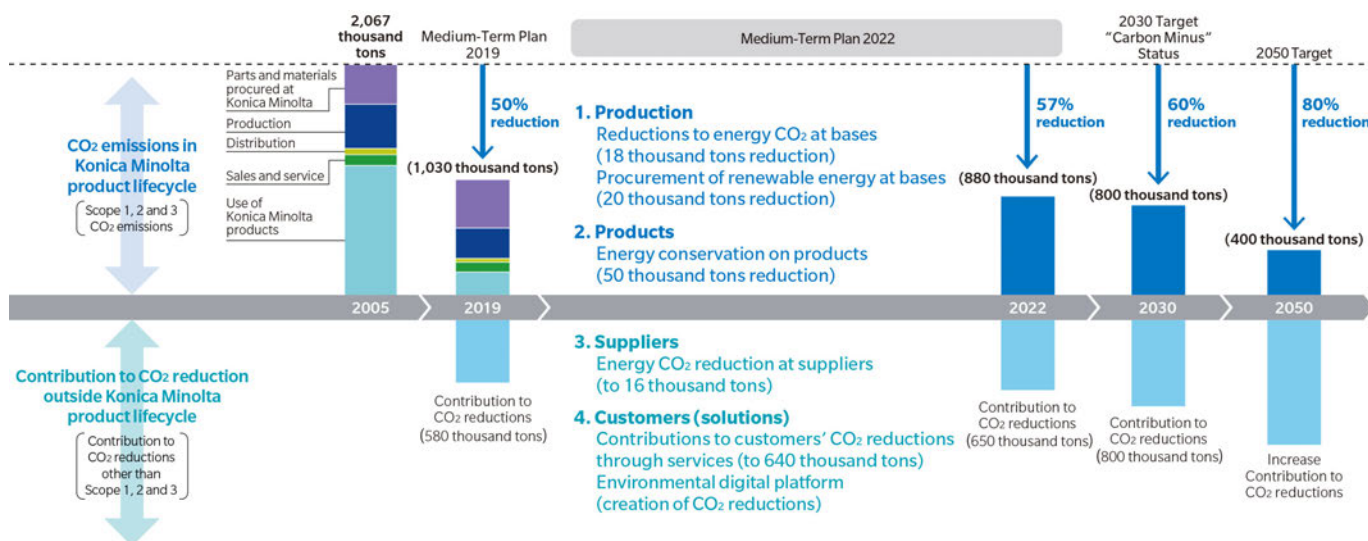 2,067
thousand
tons
Medium-Term Plan
2019
Medium-Term Plan 2022
2030 Target
“Carbon Minus”
Status
2050 Target
Parts and materials
procured at
Konica Minolta
Production
Distribution
Sales and service
Use of
Konica Minolta
products
CO2 emissions in
Konica Minolta
product lifecycle
Scope 1, 2 and 3
CO2 emissions
50%
reduction
(1,030 thousand tons)
1. Production
Reductions to energy CO2 at bases
(18 thousand tons reduction)
Procurement of renewable energy at bases
(20 thousand tons reduction)
2. Products
Energy conservation on products
(50 thousand tons reduction)
57%
reduction
(880 thousand tons)
60%
reduction
(800 thousand tons)
80%
reduction
(400 thousand tons)
2005
2019
2022
2030
2050
Contribution to CO2 reduction
outside Konica Minolta
product lifecycle
Contribution to
CO2 reductions
other than
Scope 1, 2 and 3
Contribution to
CO2 reductions
(580 thousand tons)
3. Suppliers
Energy CO2 reduction at suppliers
(to 16 thousand tons)
4. Customers (solutions)
Contributions to customers’ CO2 reductions
through services (to 640 thousand tons)
Environmental digital platform
(creation of CO2 reductions)
Contribution to
CO2 reductions
(650 thousand tons)
Contribution to
CO2 reductions
(800 thousand tons)
Increase
Contribution to
CO2 reductions